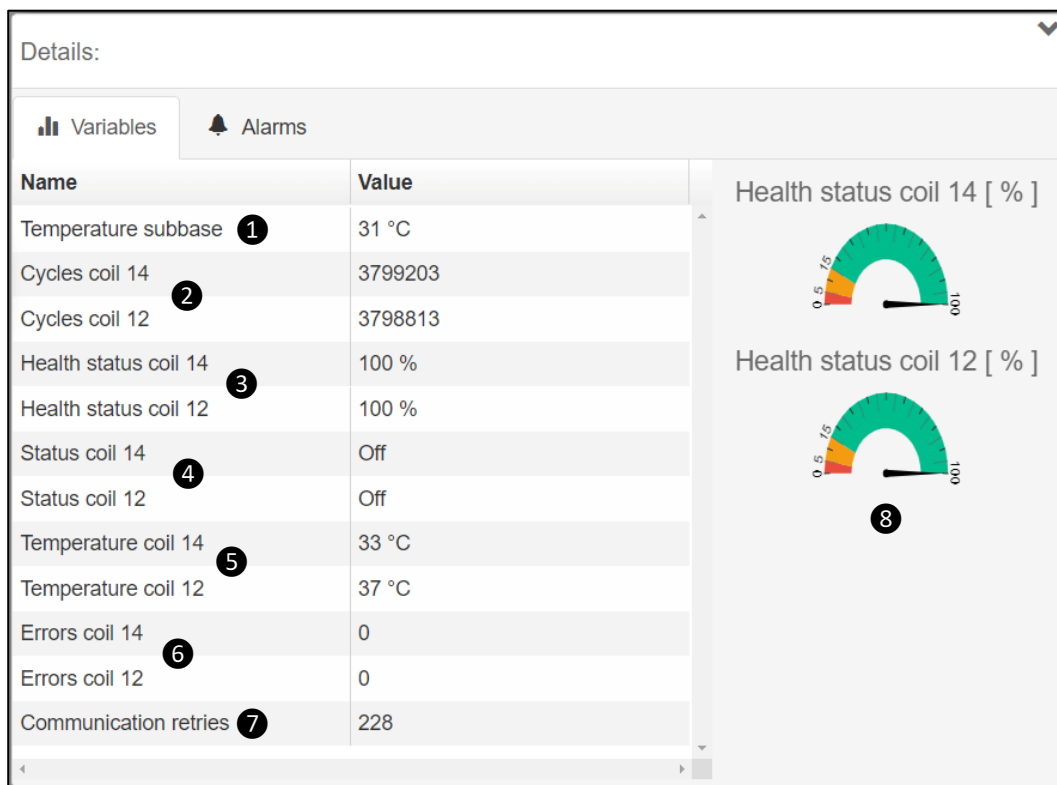 Details:
Variables
Alarms
Name Value
Temperature subbase 1 31 °C
Cycles coil 14 3799203
2
Cycles coil 12 3798813
Health status coil 14 100 %
3
Health status coil 12 100 %
Status coil 14 Off
4
Status coil 12 Off
Temperature coil 14 33 °C
5
Temperature coil 12 37 °C
Errors coil 14 0
6
Errors coil 12 0
Communication retries 7 228
Health status coil 14 [ % ]
0 5 15 100
Health status coil 12 [ % ]
0 5 15 100
8